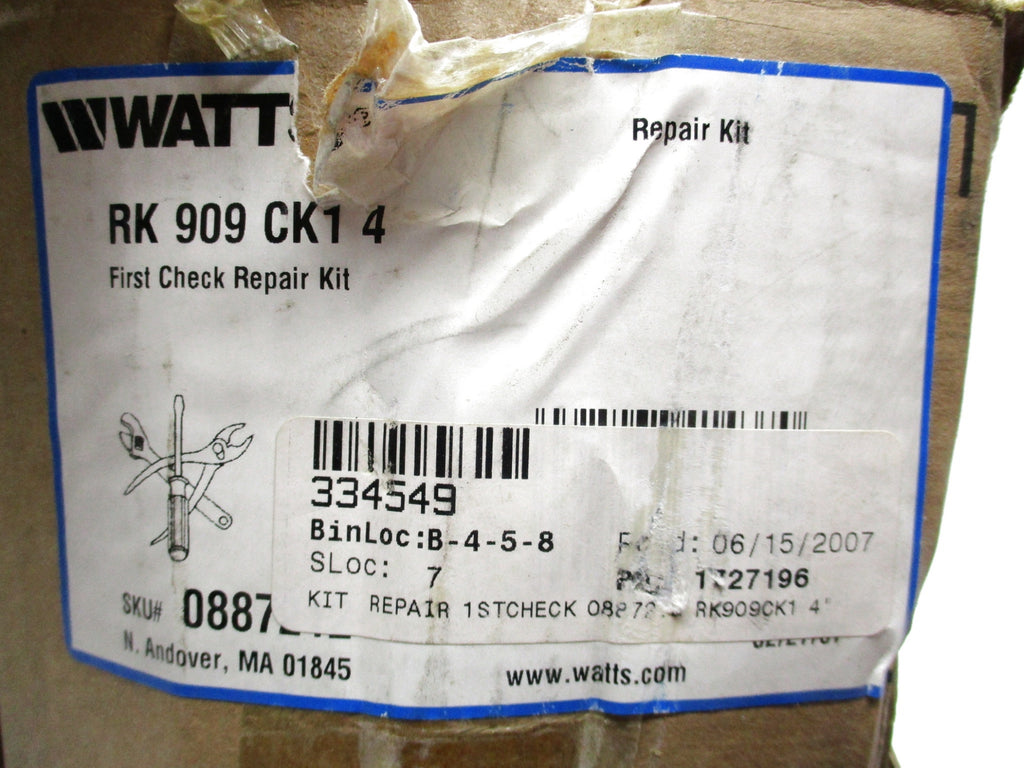 WATTS
Repair Kit
RK 909 CK1 4
First Check Repair Kit
334549
BinLoc:B-4-5-8
06/15/2007
SLoc: 7
KIT REPAIR 1STCHECK RK909CK1 4"
SKU#
N. Andover, MA 01845
www.watts.com